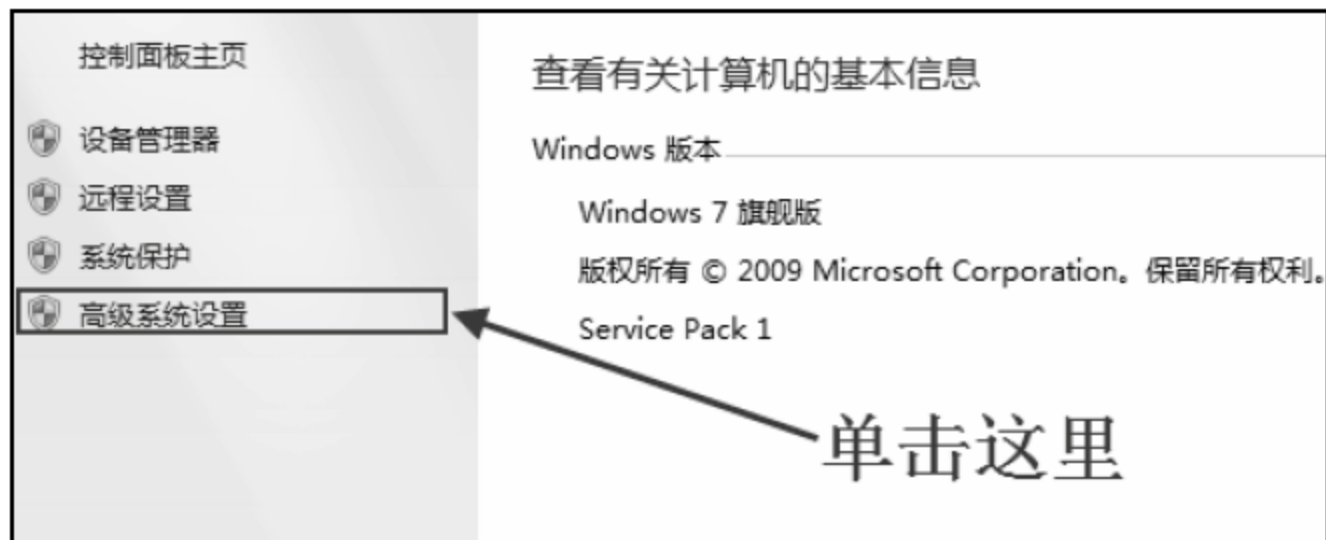 控制面板主页
设备管理器
远程设置
系统保护
高级系统设置
查看有关计算机的基本信息
Windows 版本
Windows 7 旗舰版
版权所有 © 2009 Microsoft Corporation。保留所有权利。
Service Pack 1
单击这里